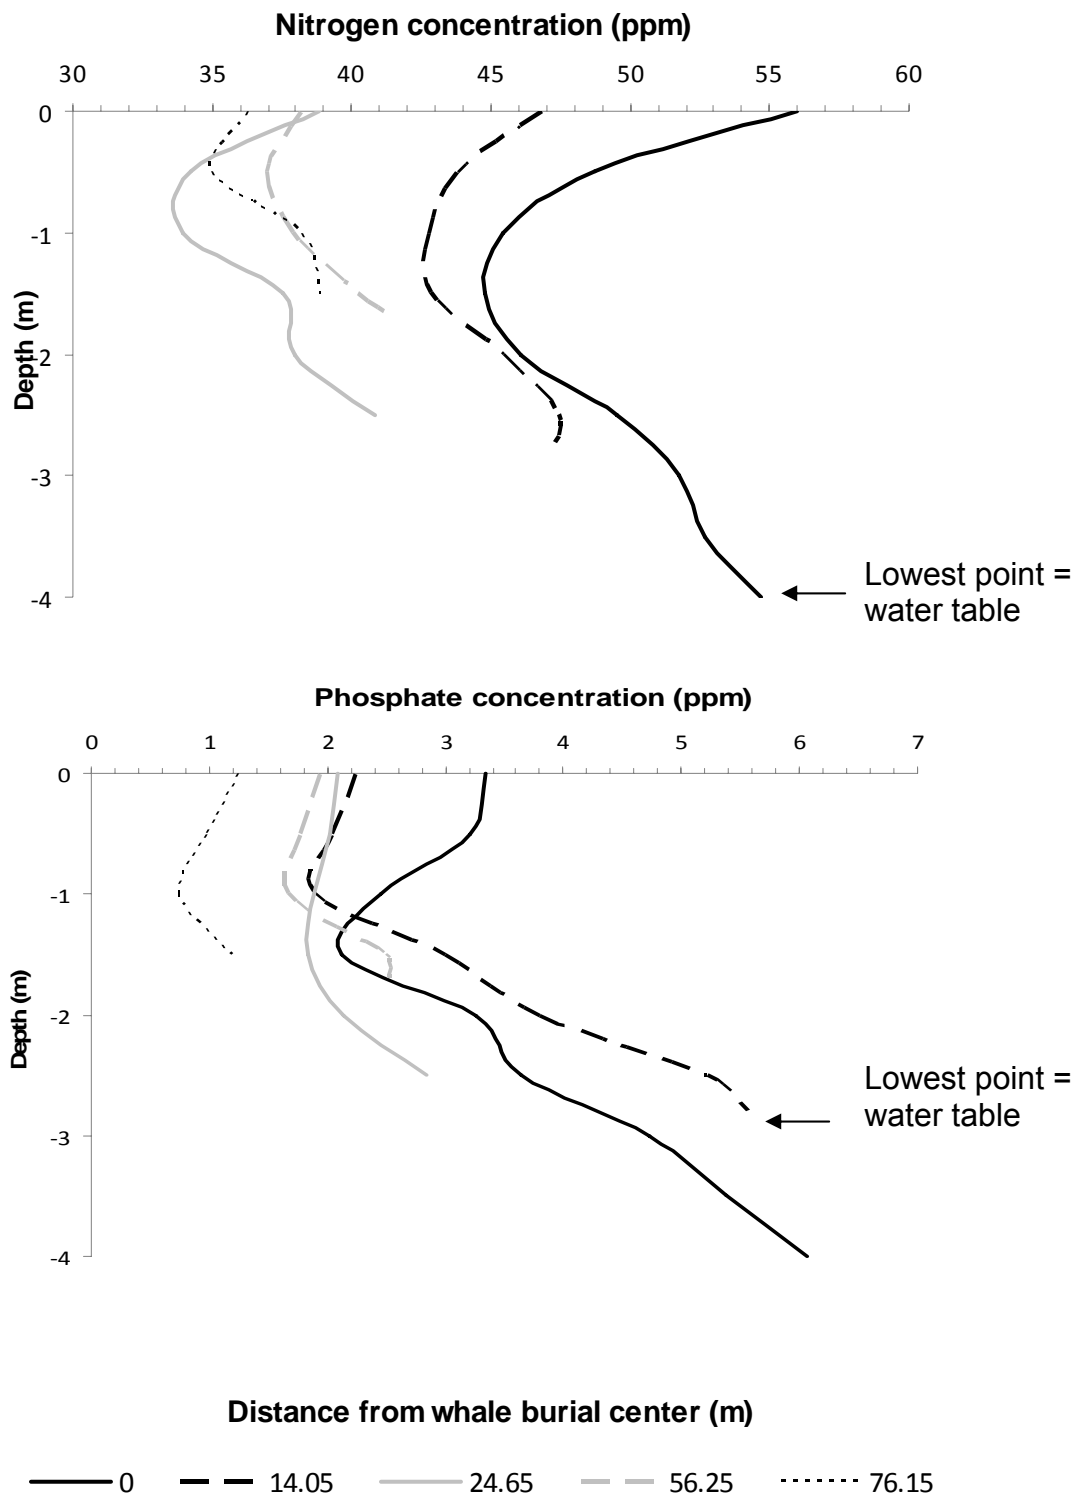 Nitrogen concentration (ppm)
30 35 40 45 50 55 60
0
-1
-2
-3
-4
Depth (m)
Lowest point =
water table
Phosphate concentration (ppm)
0 1 2 3 4 5 6 7
0
-1
-2
-3
-4
Depth (m)
Lowest point =
water table
Distance from whale burial center (m)
0 14.05 24.65 56.25 76.15